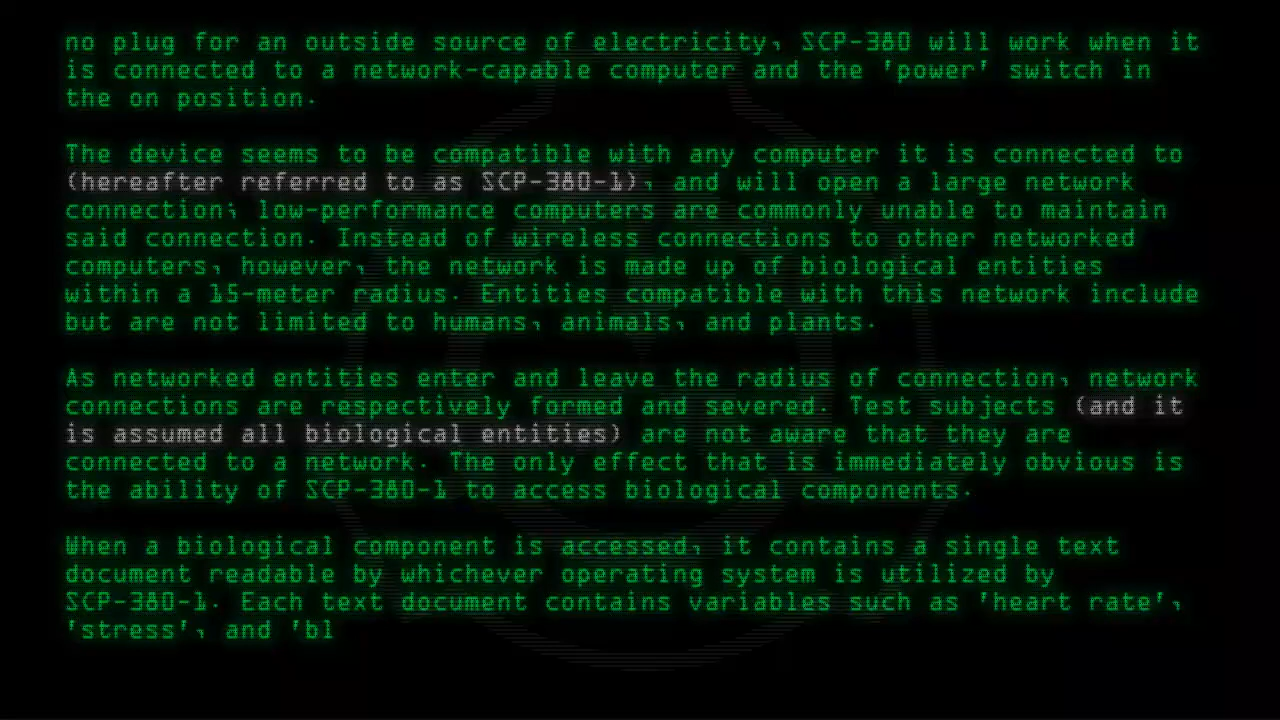 no plug for an outside source of electricity, SCP-380 will work when it
is connected to a network-capable computer and the 'power' switch in
the on position.
The device seems to be compatible with any computer it is connected to
(hereafter referred to as SCP-380-1), and will open a large network
connection; low-performance computers are commonly unable to maintain
said connection. Instead of wireless connections to other networked
computers, however, the network is made up of biological entities
within a 15-meter radius. Entities compatible with this network include
but are not limited to humans, animals, and plants.
As networked entities enter and leave the radius of connection, network
connections are respectively formed and severed. Test subjects (and it
is assumed all biological entities) are not aware that they are
connected to a network. The only effect that is immediately obvious is
the ability of SCP-380-1 to access biological components.
When a biological component is accessed, it contains a single text
document readable by whichever operating system is utilized by
SCP-380-1. Each text document contains variables such as 'heart rate',
'stress', and 'bl